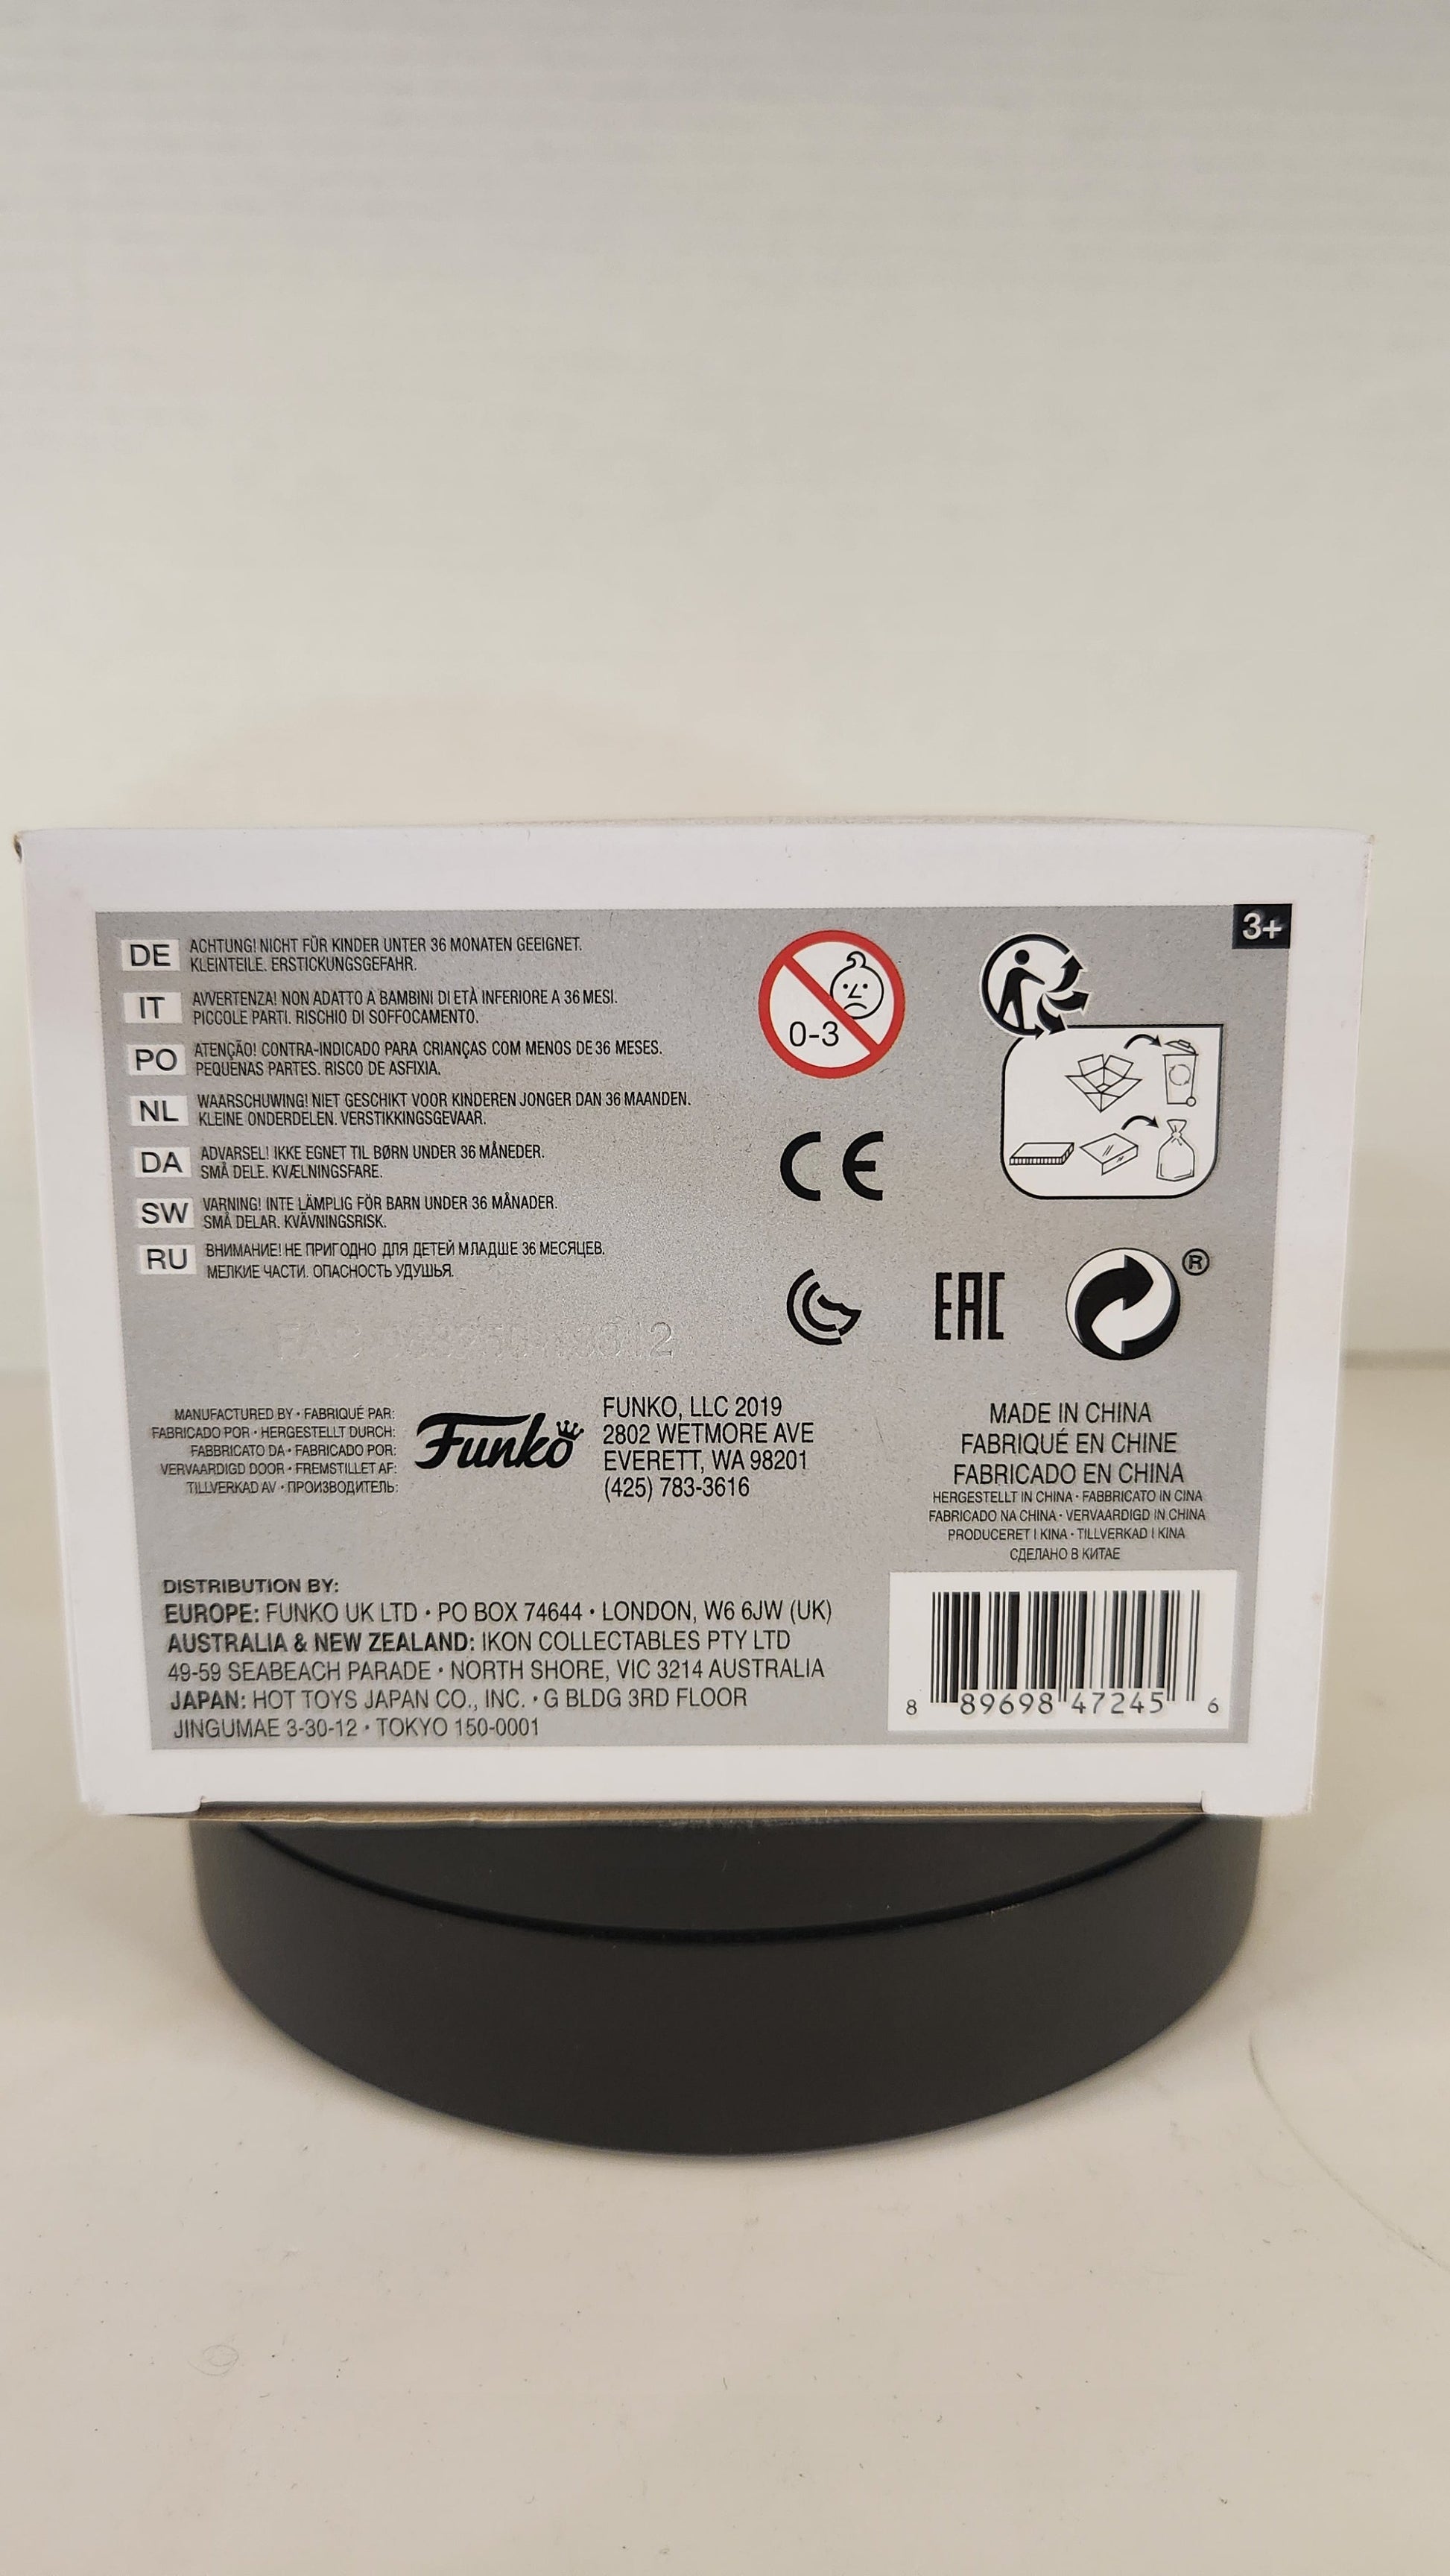 3+
DE ACHTUNG! NICHT FÜR KINDER UNTER 36 MONATEN GEEIGNET.
KLEINTEILE. ERSTICKUNGSGEFAHR.
IT AVVERTENZA! NON ADATTO A BAMBINI DI ETÀ INFERIORE A 36 MESI.
PICCOLE PARTI. RISCHIO DI SOFFOCAMENTO.
PO ATENÇÃO! CONTRA-INDICADO PARA CRIANÇAS COM MENOS DE 36 MESES.
PEQUENAS PARTES. RISCO DE ASFIXIA.
NL WAARSCHUWING! NIET GESCHIKT VOOR KINDEREN JONGER DAN 36 MAANDEN.
KLEINE ONDERDELEN. VERSTIKKINGSGEVAAR.
DA ADVARSEL! IKKE EGNET TIL BØRN UNDER 36 MÅNEDER.
SMÅ DELE. KVÆLNINGSFARE.
SW VARNING! INTE LÄMPLIG FÖR BARN UNDER 36 MÅNADER.
SMÅ DELAR. KVÄVNINGSRISK.
RU ВНИМАНИЕ! НЕ ПРИГОДНО ДЛЯ ДЕТЕЙ МЛАДШЕ 36 МЕСЯЦЕВ.
МЕЛКИЕ ЧАСТИ. ОПАСНОСТЬ УДУШЬЯ.
0-3
CE
EAC
®
MANUFACTURED BY • FABRIQUÉ PAR:
FABRICADO POR • HERGESTELLT DURCH:
FABBRICATO DA • FABRICADO POR:
VERVAARDIGD DOOR • FREMSTILLET AF:
TILLVERKAD AV • ПРОИЗВОДИТЕЛЬ:
Funko
FUNKO, LLC 2019
2802 WETMORE AVE
EVERETT, WA 98201
(425) 783-3616
MADE IN CHINA
FABRIQUÉ EN CHINE
FABRICADO EN CHINA
HERGESTELLT IN CHINA • FABBRICATO IN CINA
FABRICADO NA CHINA • VERVAARDIGD IN CHINA
PRODUCERET I KINA • TILLVERKAD I KINA
СДЕЛАНО В КИТАЕ
DISTRIBUTION BY:
EUROPE: FUNKO UK LTD • PO BOX 74644 • LONDON, W6 6JW (UK)
AUSTRALIA & NEW ZEALAND: IKON COLLECTABLES PTY LTD
49-59 SEABEACH PARADE • NORTH SHORE, VIC 3214 AUSTRALIA
JAPAN: HOT TOYS JAPAN CO., INC. • G BLDG 3RD FLOOR
JINGUMAE 3-30-12 • TOKYO 150-0001
8 89698 47245 6